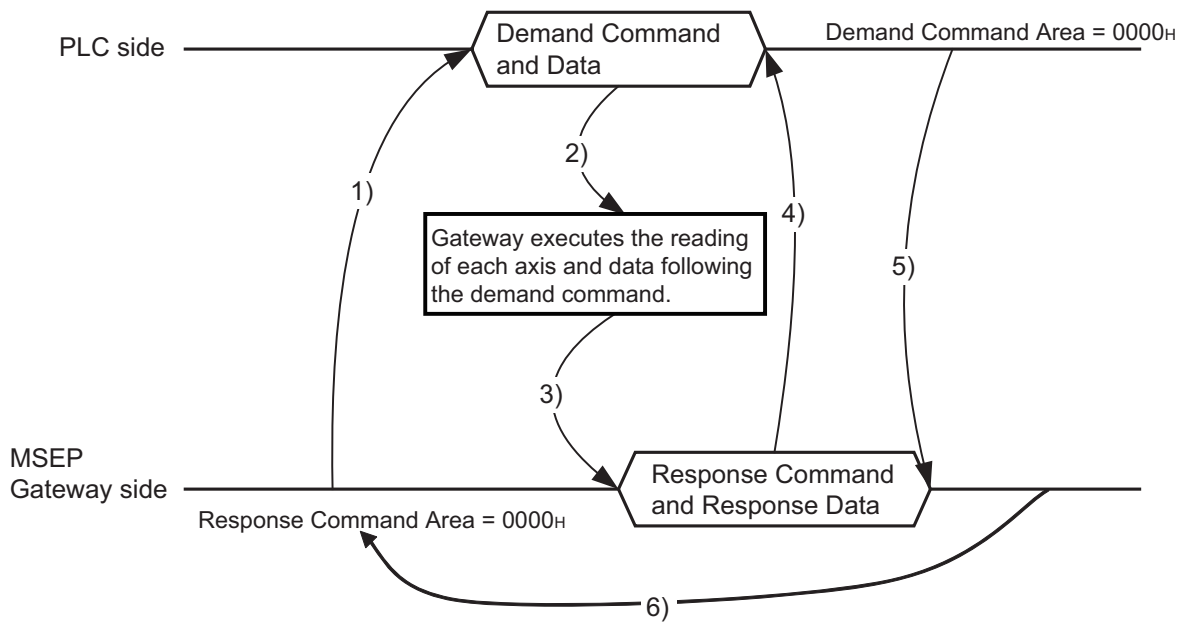 PLC side
Demand Command
and Data
Demand Command Area = 0000H
1)
2)
4)
5)
Gateway executes the reading
of each axis and data following
the demand command.
3)
MSEP
Gateway side
Response Command
and Response Data
Response Command Area = 0000H
6)